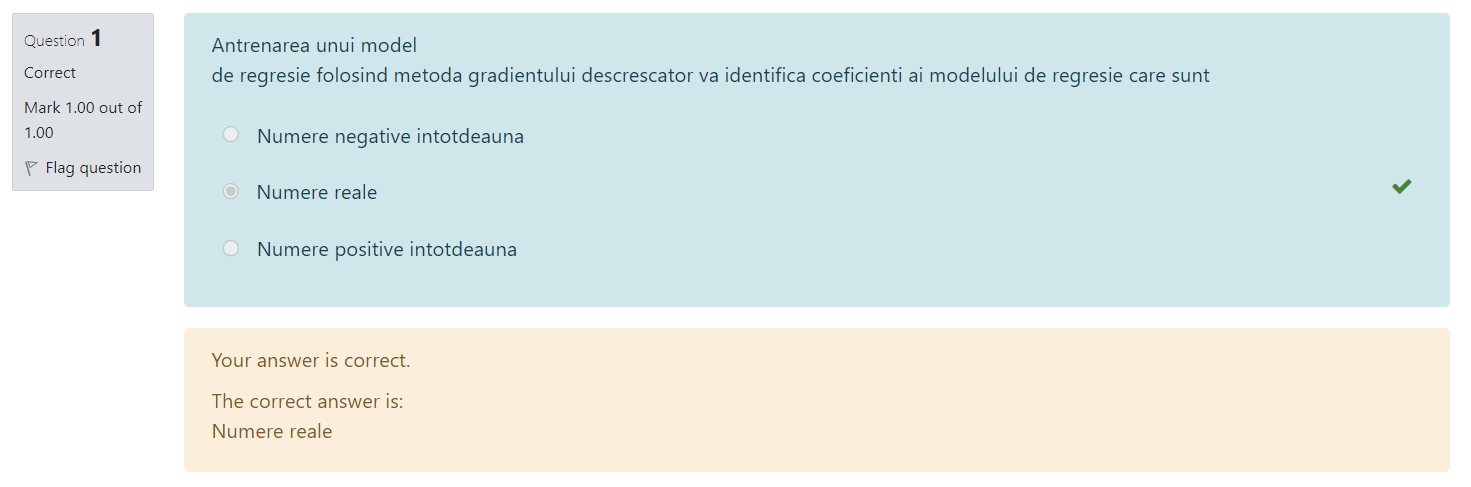 Question 1
Correct
Mark 1.00 out of
1.00
Flag question
Antrenarea unui model
de regresie folosind metoda gradientului descrescator va identifica coeficienti ai modelului de regresie care sunt
Numere negative intotdeauna
Numere reale
Numere positive intotdeauna
Your answer is correct.
The correct answer is:
Numere reale